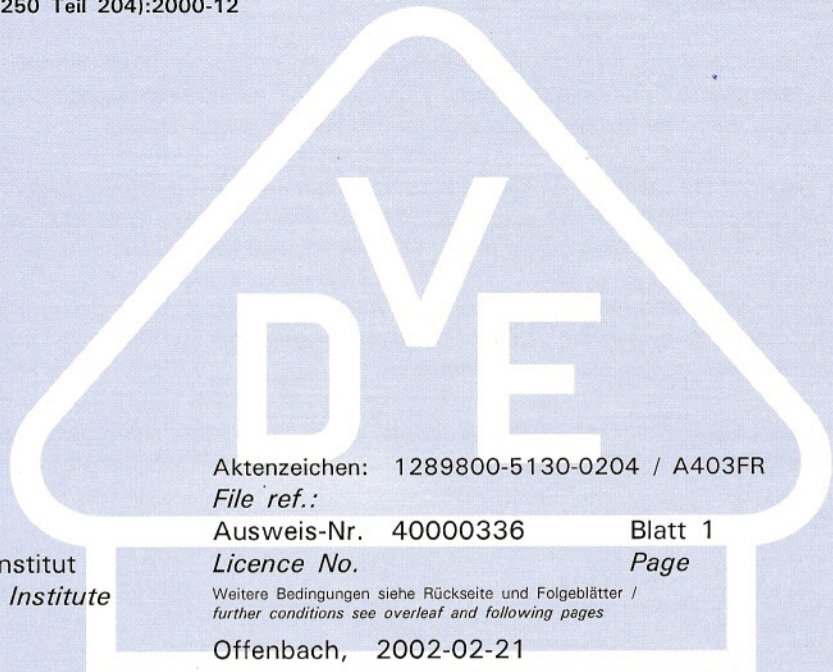 250 Teil 204):2000-12
V
D E
Aktenzeichen: 1289800-5130-0204 / A403FR
File ref.:
Ausweis-Nr. 40000336 Blatt 1
Licence No. Page
Institute
Weitere Bedingungen siehe Rückseite und Folgeblätter /
further conditions see overleaf and following pages
Offenbach, 2002-02-21